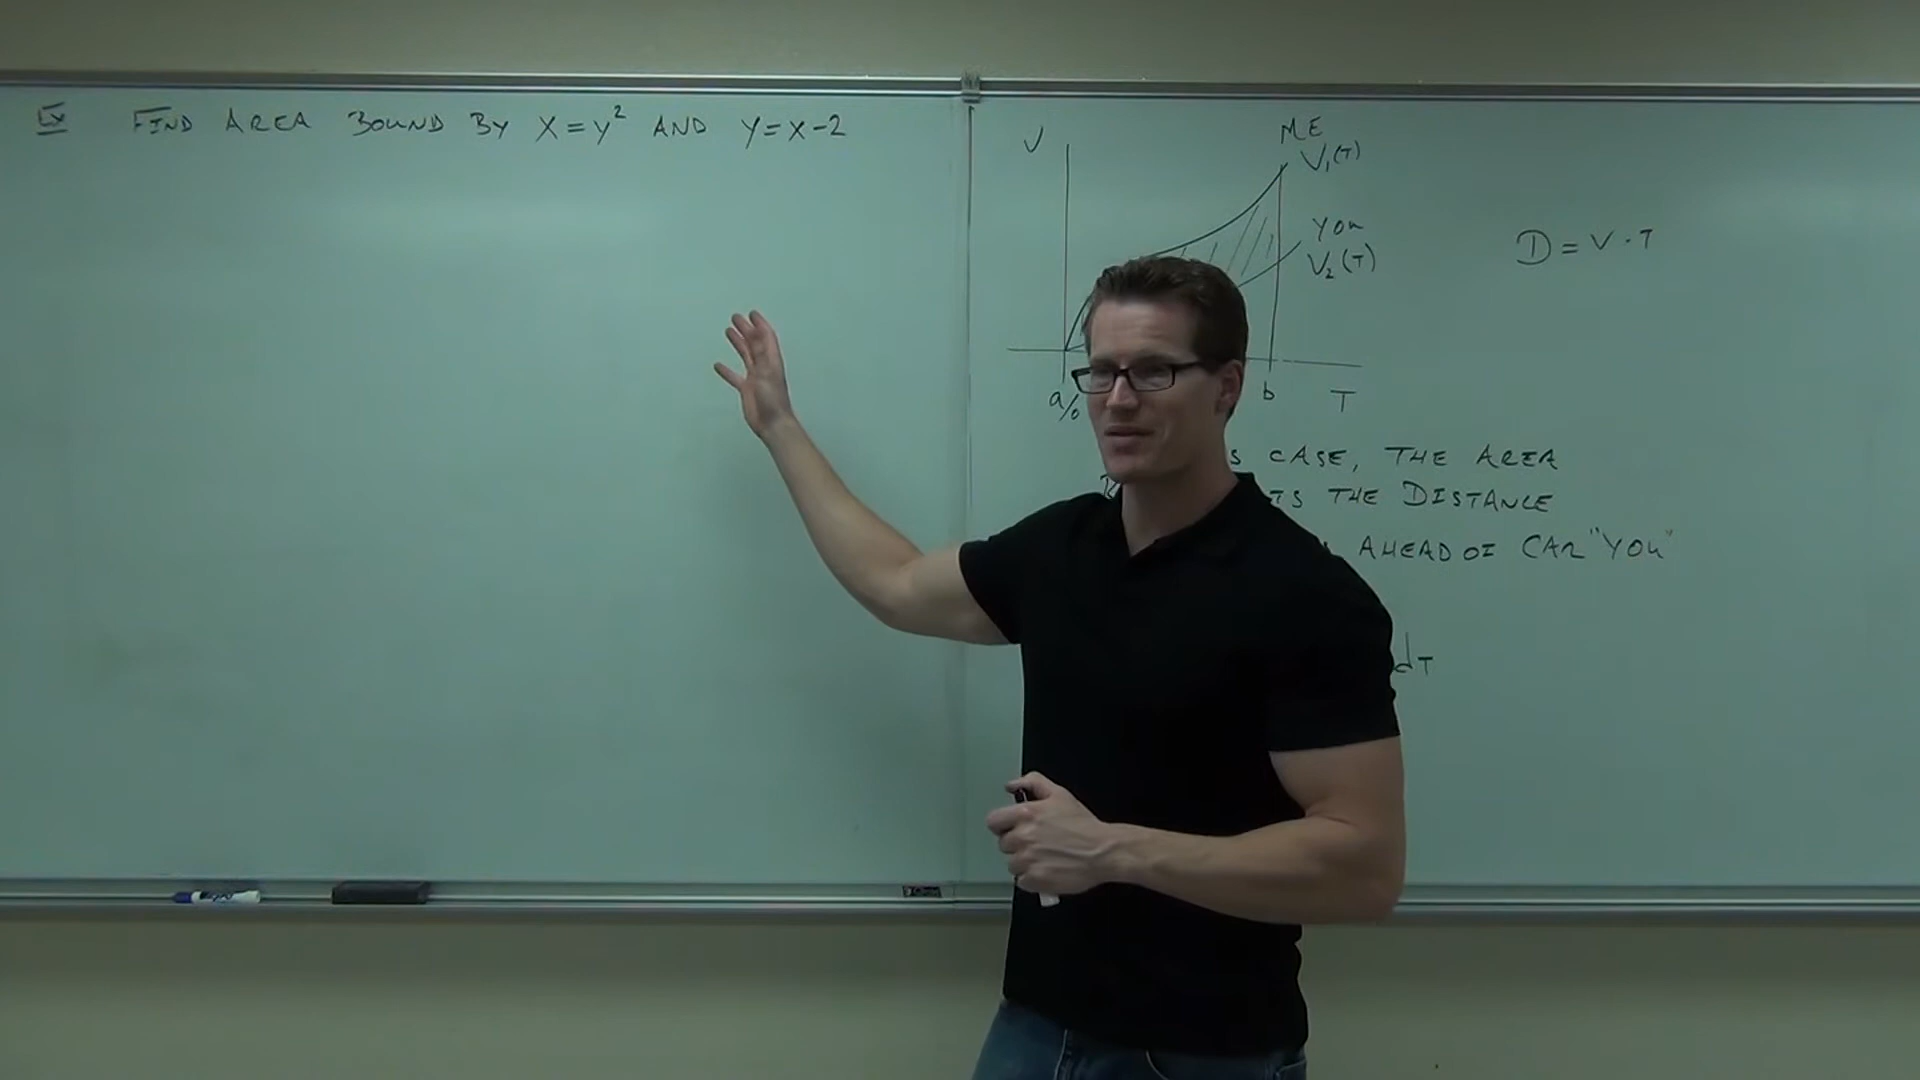 Ex FIND AREA BOUND BY X=y² AND Y=X-2
V
ME
V₁(T)
YOU
V₂(T)
D = V · T
a/0
b
T
CASE, THE AREA
THE DISTANCE
AHEAD OF CAR "YOU"
dT